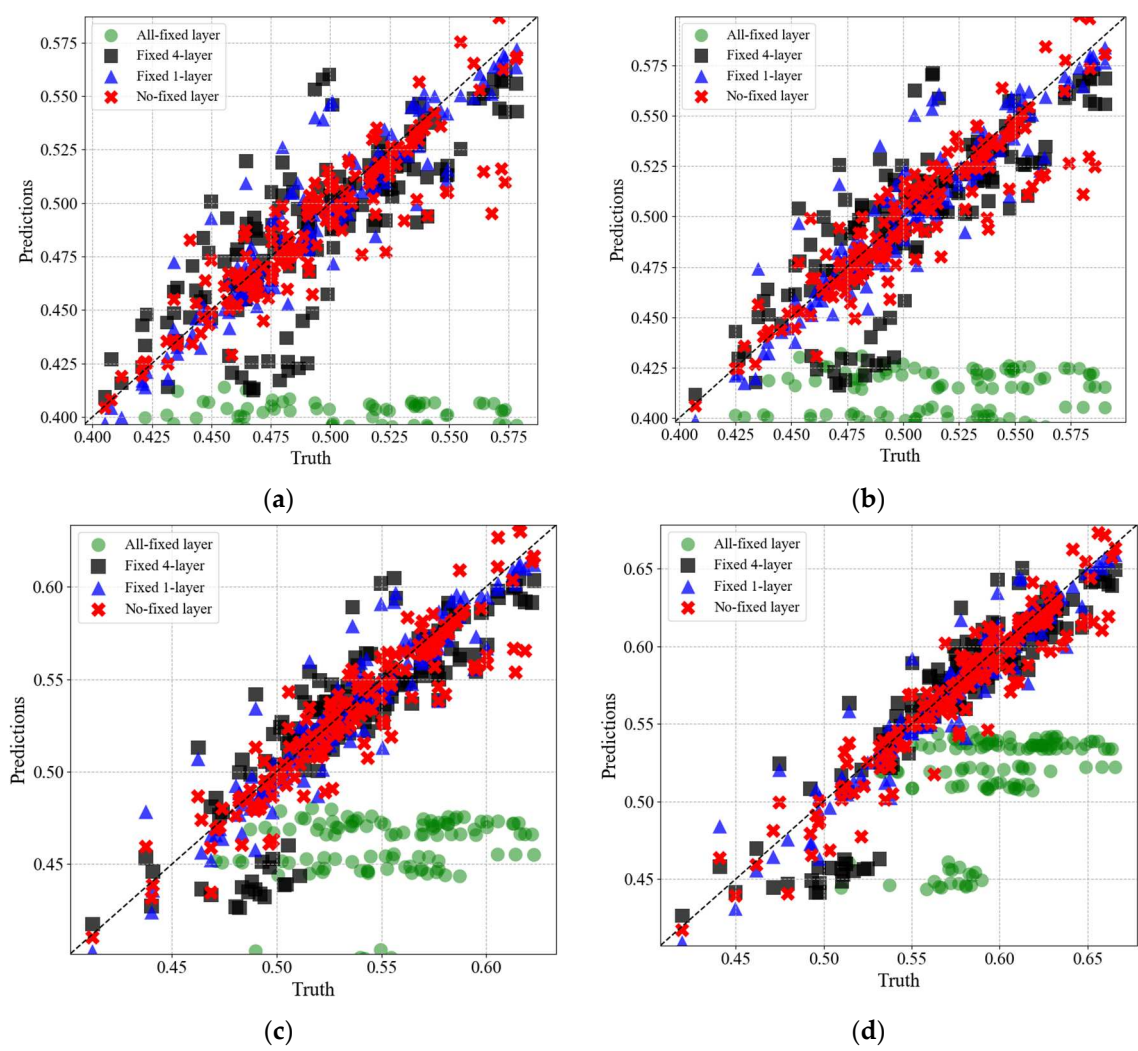 All-fixed layer
Fixed 4-layer
Fixed 1-layer
No-fixed layer
0.575
0.550
0.525
0.500
0.475
0.450
0.425
0.400
Predictions
0.400 0.425 0.450 0.475 0.500 0.525 0.550 0.575
Truth
(a)
All-fixed layer
Fixed 4-layer
Fixed 1-layer
No-fixed layer
0.575
0.550
0.525
0.500
0.475
0.450
0.425
0.400
Predictions
0.400 0.425 0.450 0.475 0.500 0.525 0.550 0.575
Truth
(b)
All-fixed layer
Fixed 4-layer
Fixed 1-layer
No-fixed layer
0.60
0.55
0.50
0.45
Predictions
0.45 0.50 0.55 0.60
Truth
(c)
All-fixed layer
Fixed 4-layer
Fixed 1-layer
No-fixed layer
0.65
0.60
0.55
0.50
0.45
Predictions
0.45 0.50 0.55 0.60 0.65
Truth
(d)